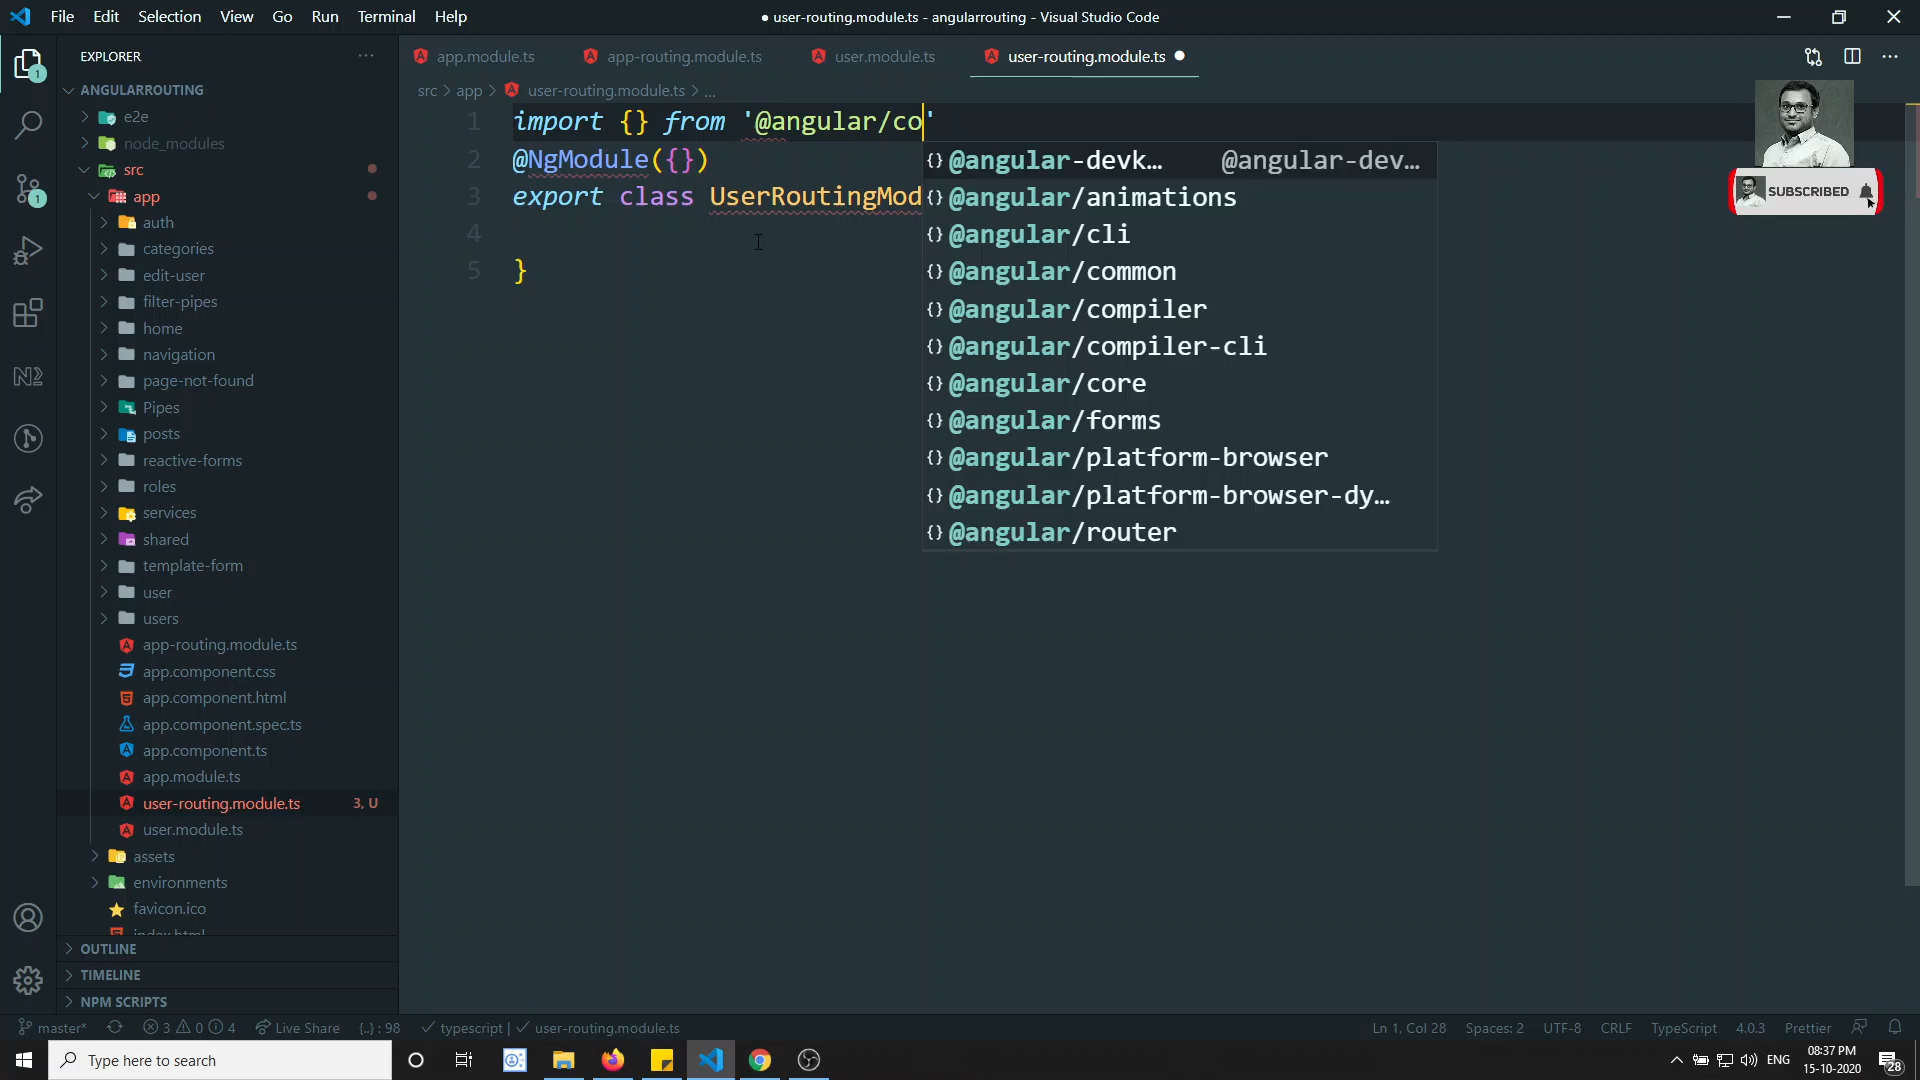 File Edit Selection View Go Run Terminal Help
● user-routing.module.ts - angularrouting - Visual Studio Code
EXPLORER
app.module.ts
app-routing.module.ts
user.module.ts
user-routing.module.ts
src > app > user-routing.module.ts > ...
ANGULARROUTING
e2e
node_modules
src
app
auth
categories
edit-user
filter-pipes
home
navigation
page-not-found
Pipes
posts
reactive-forms
roles
services
shared
template-form
user
users
app-routing.module.ts
app.component.css
app.component.html
app.component.spec.ts
app.component.ts
app.module.ts
user-routing.module.ts 3, U
user.module.ts
assets
environments
favicon.ico
index.html
OUTLINE
TIMELINE
NPM SCRIPTS
1 import {} from '@angular/co'
2 @NgModule({})
3 export class UserRoutingMod
4
5 }
{} @angular-devk... @angular-dev...
{} @angular/animations
{} @angular/cli
{} @angular/common
{} @angular/compiler
{} @angular/compiler-cli
{} @angular/core
{} @angular/forms
{} @angular/platform-browser
{} @angular/platform-browser-dy...
{} @angular/router
SUBSCRIBED
1
1
master* 3 0 4 Live Share {..} : 98 typescript | user-routing.module.ts
Ln 1, Col 28 Spaces: 2 UTF-8 CRLF TypeScript 4.0.3 Prettier
Type here to search
ENG
08:37 PM
15-10-2020
28